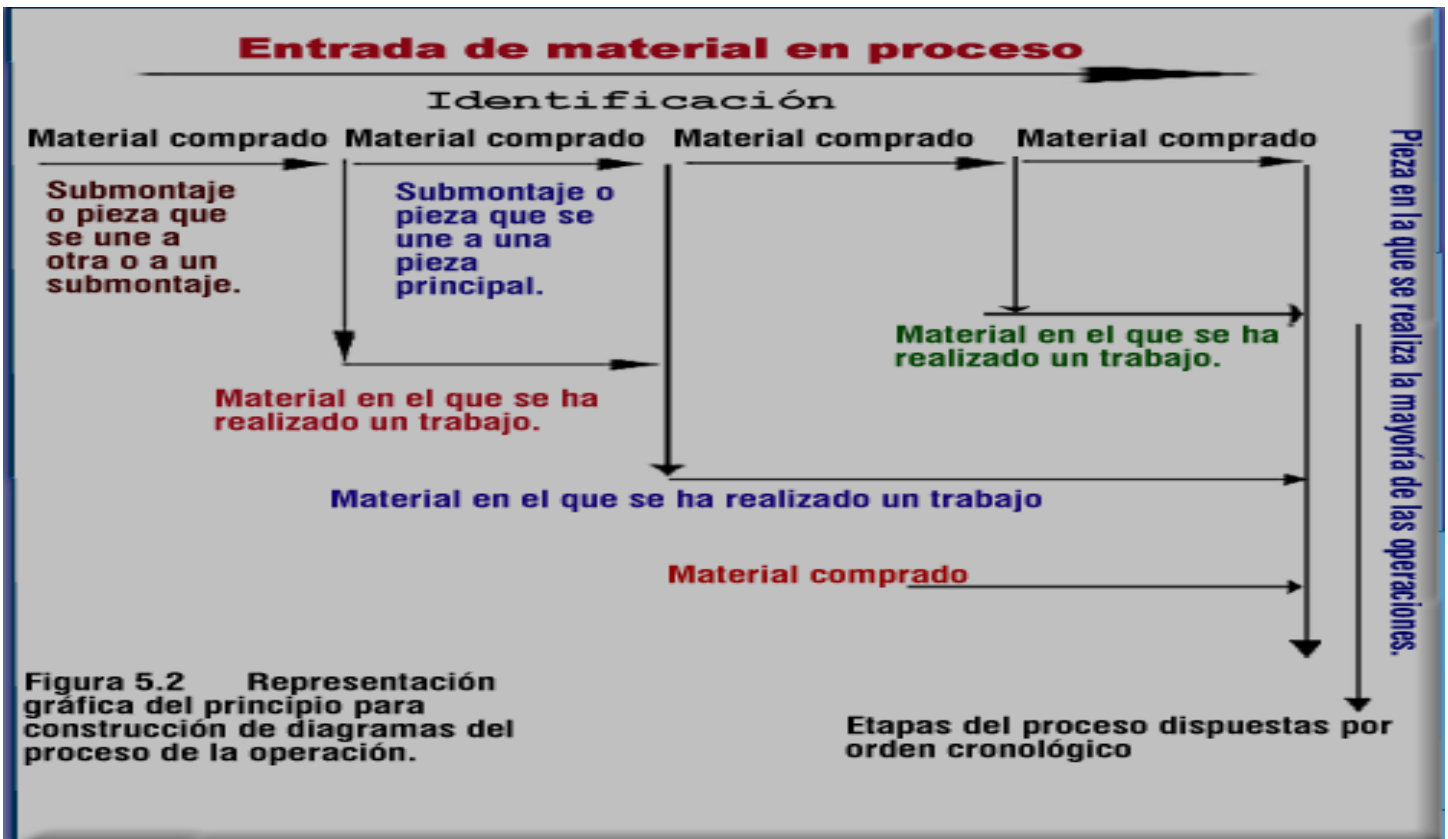 Entrada de material en proceso
Identificación
Material comprado
Material comprado
Material comprado
Material comprado
Submontaje
o pieza que
se une a
otra o a un
submontaje.
Submontaje o
pieza que se
une a una
pieza
principal.
Material en el que se ha
realizado un trabajo.
Material en el que se ha
realizado un trabajo.
Material en el que se ha realizado un trabajo
Material comprado
Pieza en la que se realiza la mayoría de las operaciones.
Figura 5.2 Representación
gráfica del principio para
construcción de diagramas del
proceso de la operación.
Etapas del proceso dispuestas por
orden cronológico